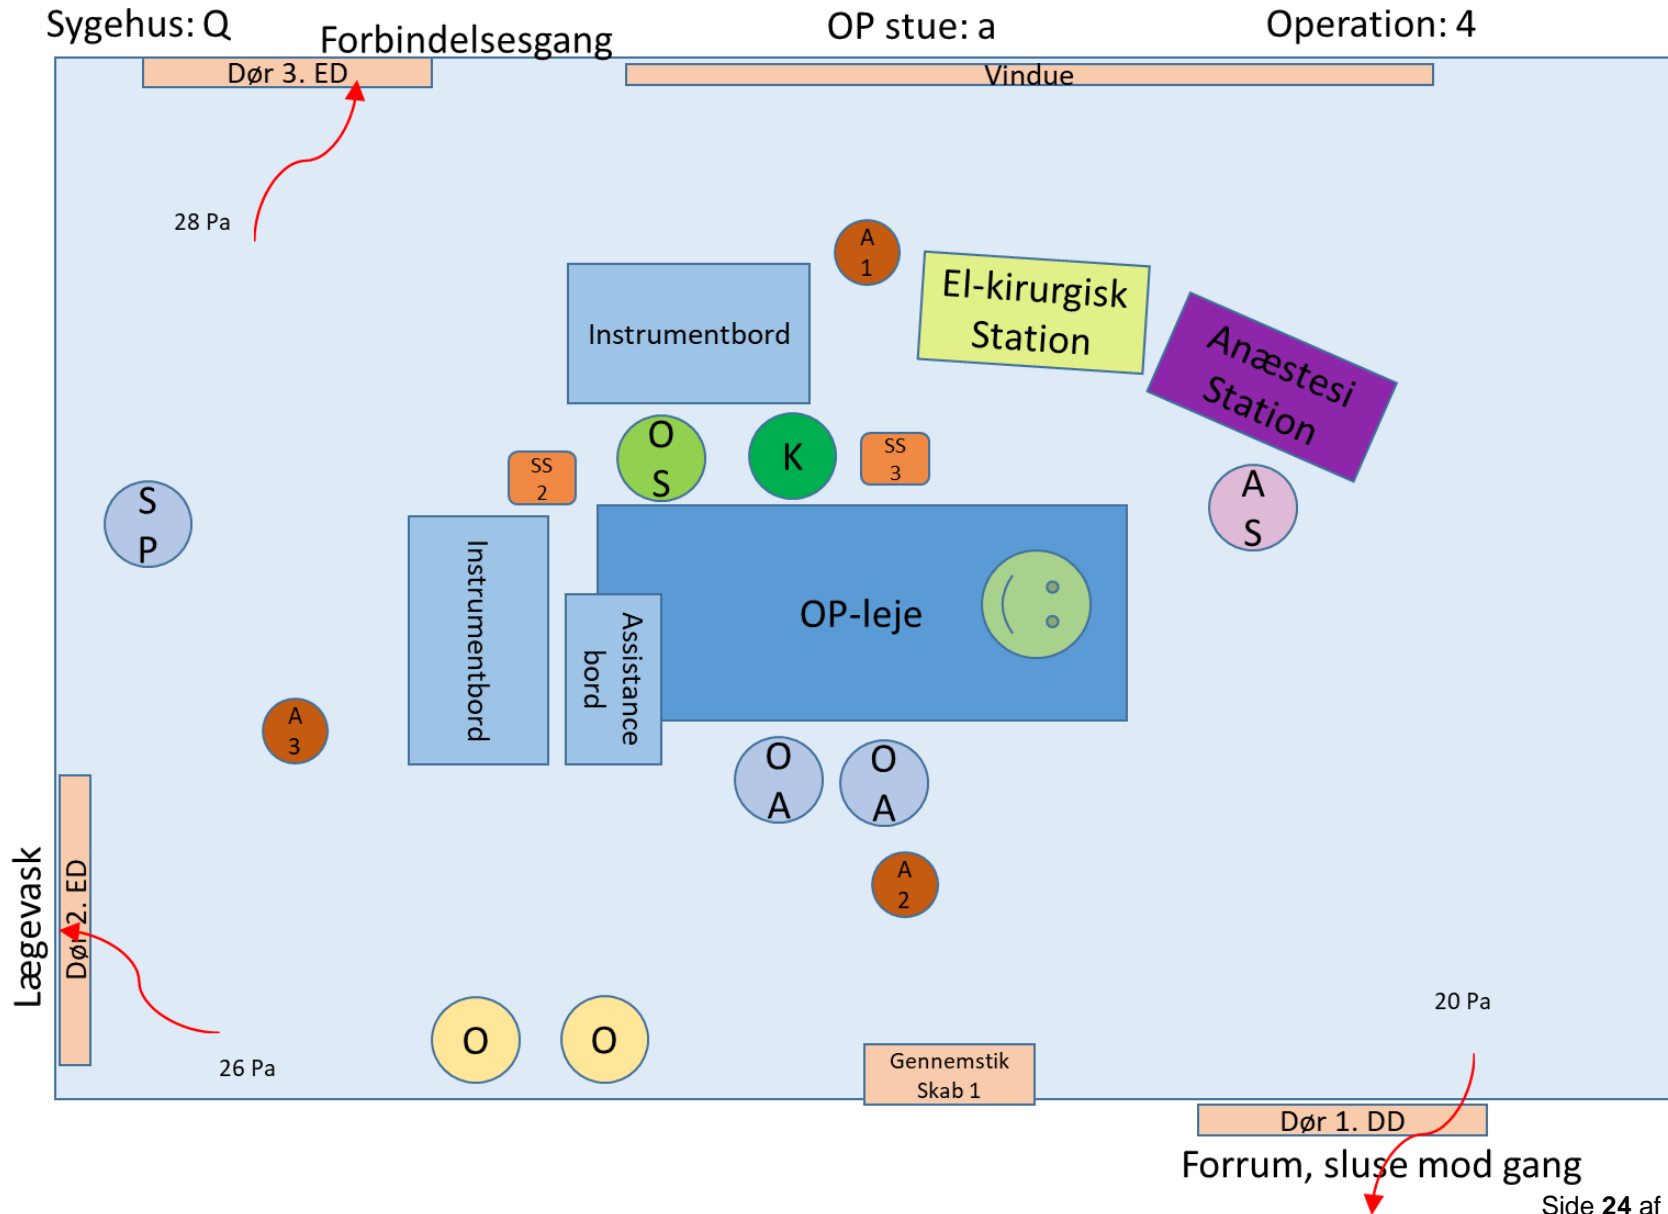 Sygehus: Q
OP stue: a
Operation: 4
Forbindelsesgang
Dør 3. ED
Vindue
28 Pa
A
1
El-kirurgisk
Station
Instrumentbord
Anæstesi
Station
O
S
K
SS
3
SS
2
A
S
S
P
Instrumentbord
Assistance
bord
OP-leje
A
3
O
A
O
A
A
2
Lægevask
Dør 2. ED
26 Pa
O
O
Gennemstik
Skab 1
20 Pa
Dør 1. DD
Forrum, sluse mod gang
Side 24 af